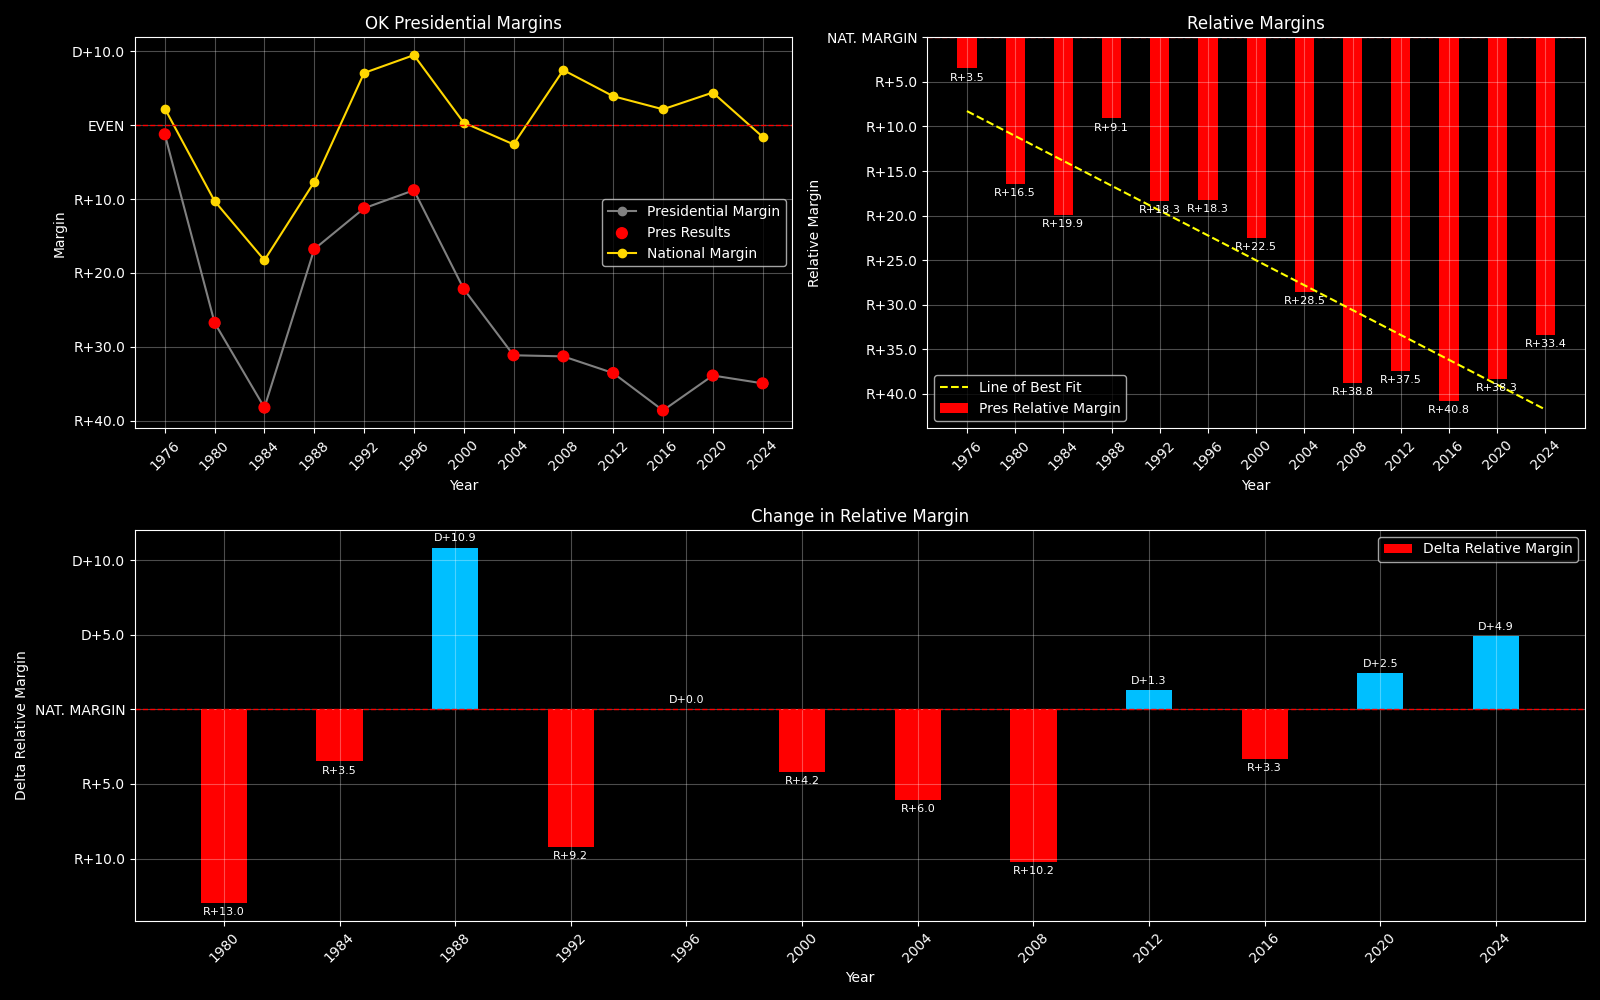 OK Presidential Margins
D+10.0
EVEN
R+10.0
R+20.0
R+30.0
R+40.0
Margin
Presidential Margin
Pres Results
National Margin
1976
1980
1984
1988
1992
1996
2000
2004
2008
2012
2016
2020
2024
Year
Relative Margins
NAT. MARGIN
R+5.0
R+10.0
R+15.0
R+20.0
R+25.0
R+30.0
R+35.0
R+40.0
Relative Margin
R+3.5
R+16.5
R+19.9
R+9.1
R+18.3
R+18.3
R+22.5
R+28.5
R+38.8
R+37.5
R+40.8
R+38.3
R+33.4
Line of Best Fit
Pres Relative Margin
1976
1980
1984
1988
1992
1996
2000
2004
2008
2012
2016
2020
2024
Year
Change in Relative Margin
D+10.0
D+5.0
NAT. MARGIN
R+5.0
R+10.0
Delta Relative Margin
Delta Relative Margin
R+13.0
R+3.5
D+10.9
R+9.2
D+0.0
R+4.2
R+6.0
R+10.2
D+1.3
R+3.3
D+2.5
D+4.9
1980
1984
1988
1992
1996
2000
2004
2008
2012
2016
2020
2024
Year